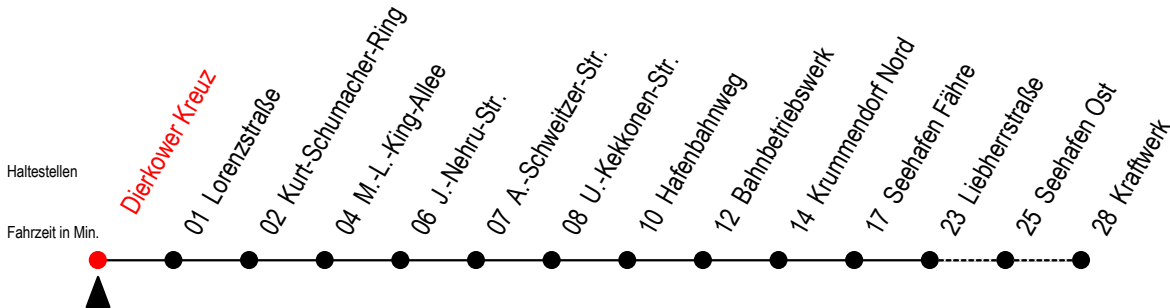 Haltestellen
Fahrzeit in Min.
Dierkower Kreuz
01 Lorenzstraße
02 Kurt-Schumacher-Ring
04 M.-L.-King-Allee
06 J.-Nehru-Str.
07 A.-Schweitzer-Str.
08 U.-Kekkonen-Str.
10 Hafenbahnweg
12 Bahnbetriebswerk
14 Krummendorf Nord
17 Seehafen Fähre
23 Liebherrstraße
25 Seehafen Ost
28 Kraftwerk